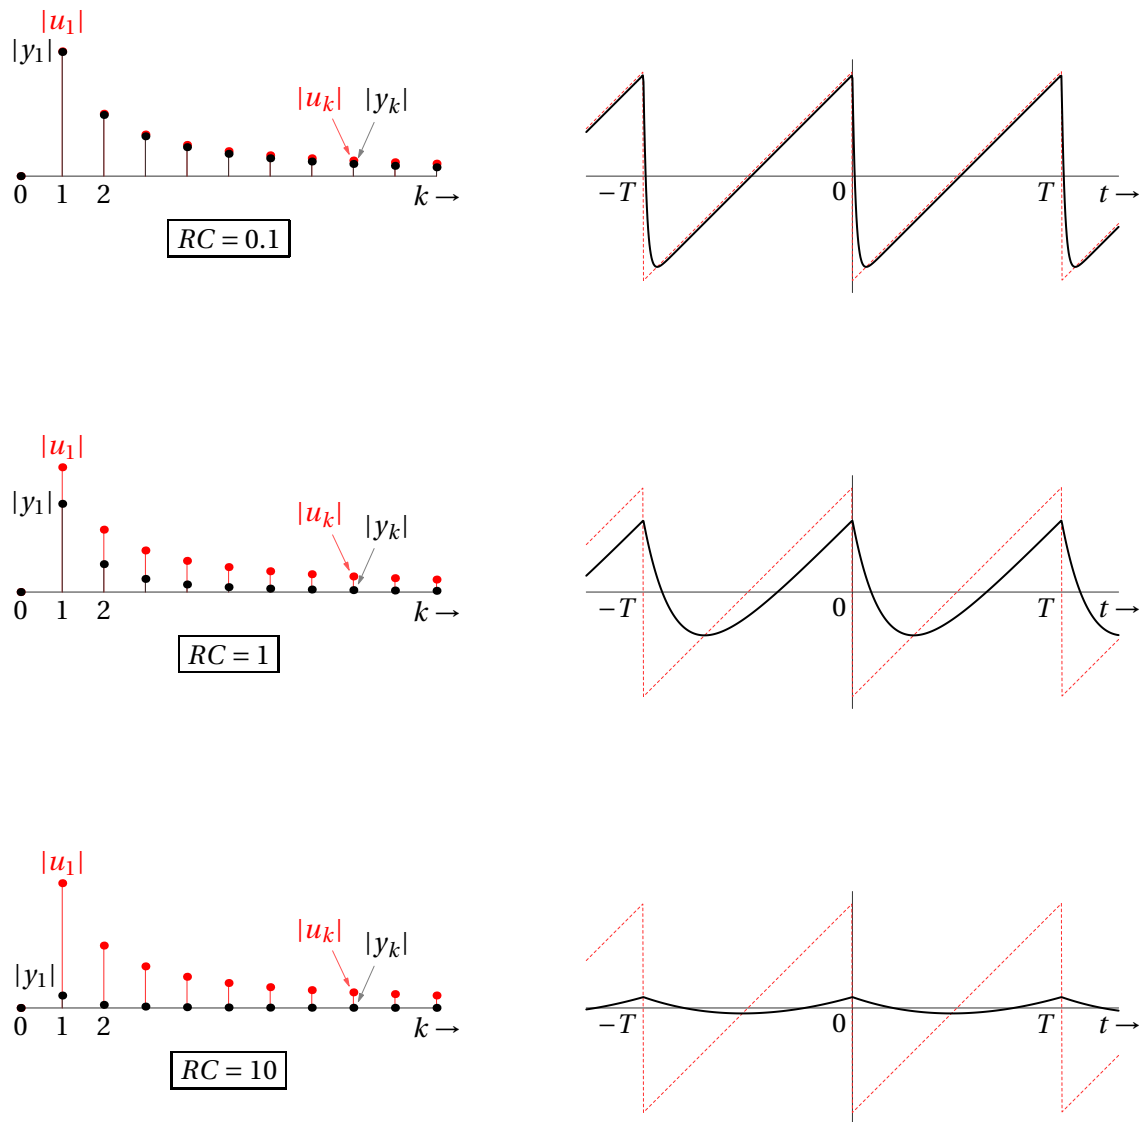 |u₁|
|y₁|
|uₖ| |yₖ|
0 1 2 k →
RC = 0.1
−T 0 T t →
|u₁|
|y₁|
|uₖ| |yₖ|
0 1 2 k →
RC = 1
−T 0 T t →
|u₁|
|y₁|
|uₖ| |yₖ|
0 1 2 k →
RC = 10
−T 0 T t →